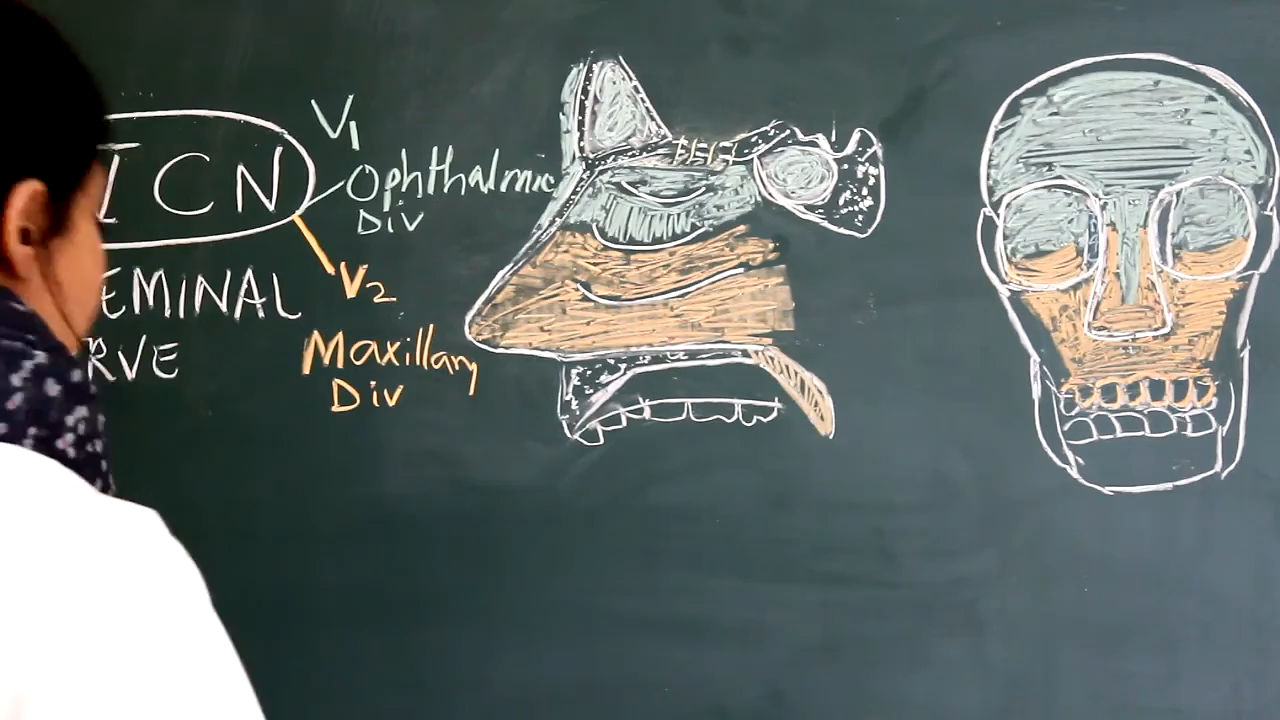 V1
ICN
Ophthalmic
Div
EMINAL
V2
RVE
Maxillary
Div